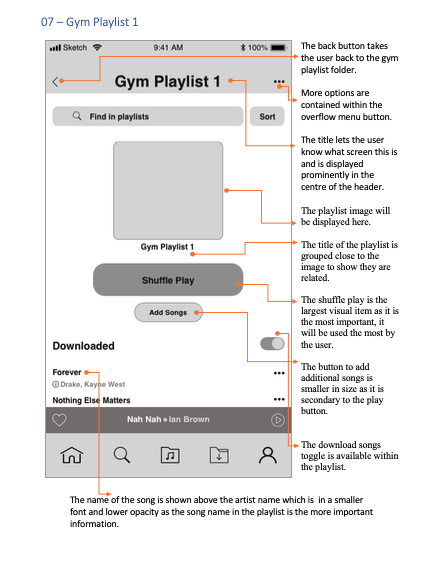 07 – Gym Playlist 1
Sketch
9:41 AM
100%
Gym Playlist 1
•••
Find in playlists
Sort
Gym Playlist 1
Shuffle Play
Add Songs
Downloaded
Forever
•••
Drake, Kayne West
Nothing Else Matters
•••
Nah Nah • Ian Brown
The back button takes
the user back to the gym
playlist folder.
More options are
contained within the
overflow menu button.
The title lets the user
know what screen this is
and is displayed
prominently in the
centre of the header.
The playlist image will
be displayed here.
The title of the playlist is
grouped close to the
image to show they are
related.
The shuffle play is the
largest visual item as it is
the most important, it
will be used the most by
the user.
The button to add
additional songs is
smaller in size as it is
secondary to the play
button.
The download songs
toggle is available within
the playlist.
The name of the song is shown above the artist name which is in a smaller
font and lower opacity as the song name in the playlist is the more important
information.